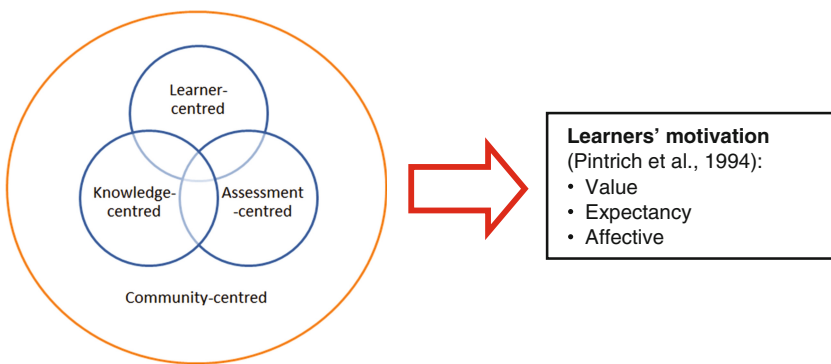 Learner-
centred
Knowledge-
centred
Assessment
-centred
Community-centred
Learners’ motivation
(Pintrich et al., 1994):
• Value
• Expectancy
• Affective